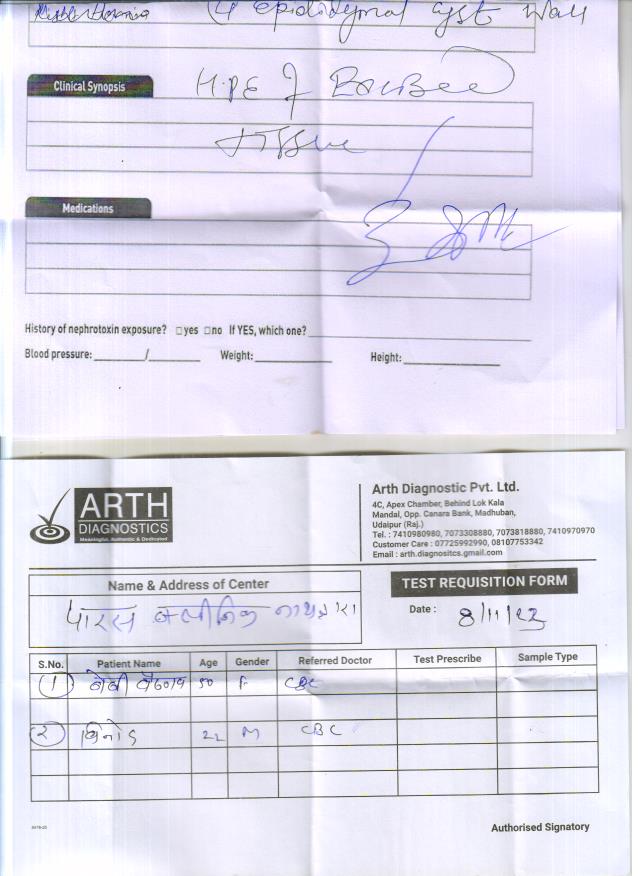 epididymal cyst wall
Clinical Synopsis
H.P.E of
tissue
Medications
History of nephrotoxin exposure? □yes □no If YES, which one?
Blood pressure: / Weight: Height:
ARTH
DIAGNOSTICS
Meaningful, Authentic & Dedicated
Arth Diagnostic Pvt. Ltd.
4C, Apex Chamber, Behind Lok Kala
Mandal, Opp. Canara Bank, Madhuban,
Udaipur (Raj.)
Tel. : 7410980980, 7073308880, 7073818880, 7410970970
Customer Care : 07725992990, 08107753342
Email : arth.diagnositcs.gmail.com
Name & Address of Center
पारस क्लीनिक नाथद्वारा
TEST REQUISITION FORM
Date : 8/11/22
S.No. Patient Name Age Gender Referred Doctor Test Prescribe Sample Type
1 बेबी वैष्णव 50 F CBC
2 विनोद 22 M CBC
Authorised Signatory